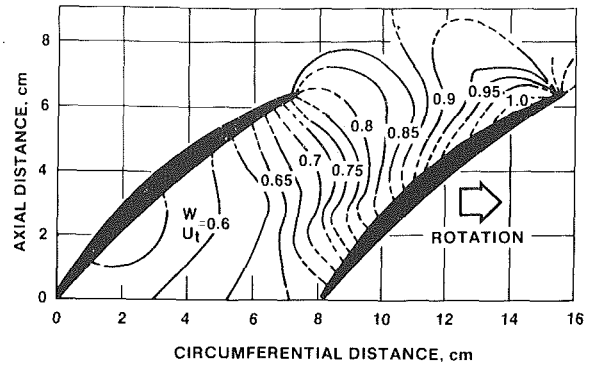 8
6
4
2
0
AXIAL DISTANCE, cm
0.8
0.85
0.9
0.95
1.0
0.7
0.75
0.65
W
U_t =0.6
ROTATION
0 2 4 6 8 10 12 14 16
CIRCUMFERENTIAL DISTANCE, cm